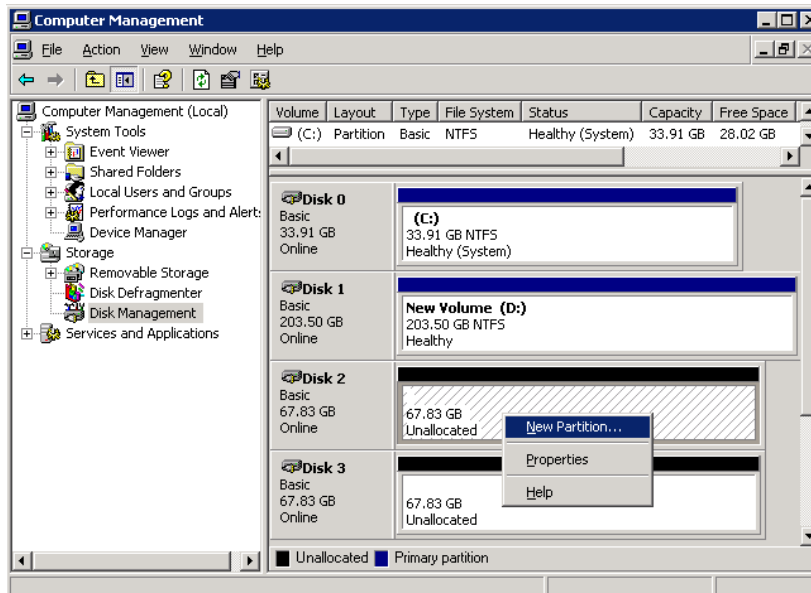 Computer Management
File Action View Window Help
Computer Management (Local)
System Tools
Event Viewer
Shared Folders
Local Users and Groups
Performance Logs and Alert
Device Manager
Storage
Removable Storage
Disk Defragmenter
Disk Management
Services and Applications
Volume Layout Type File System Status Capacity Free Space
(C:) Partition Basic NTFS Healthy (System) 33.91 GB 28.02 GB
Disk 0
Basic
33.91 GB
Online
(C:)
33.91 GB NTFS
Healthy (System)
Disk 1
Basic
203.50 GB
Online
New Volume (D:)
203.50 GB NTFS
Healthy
Disk 2
Basic
67.83 GB
Online
67.83 GB
Unallocated
New Partition...
Properties
Help
Disk 3
Basic
67.83 GB
Online
67.83 GB
Unallocated
Unallocated Primary partition